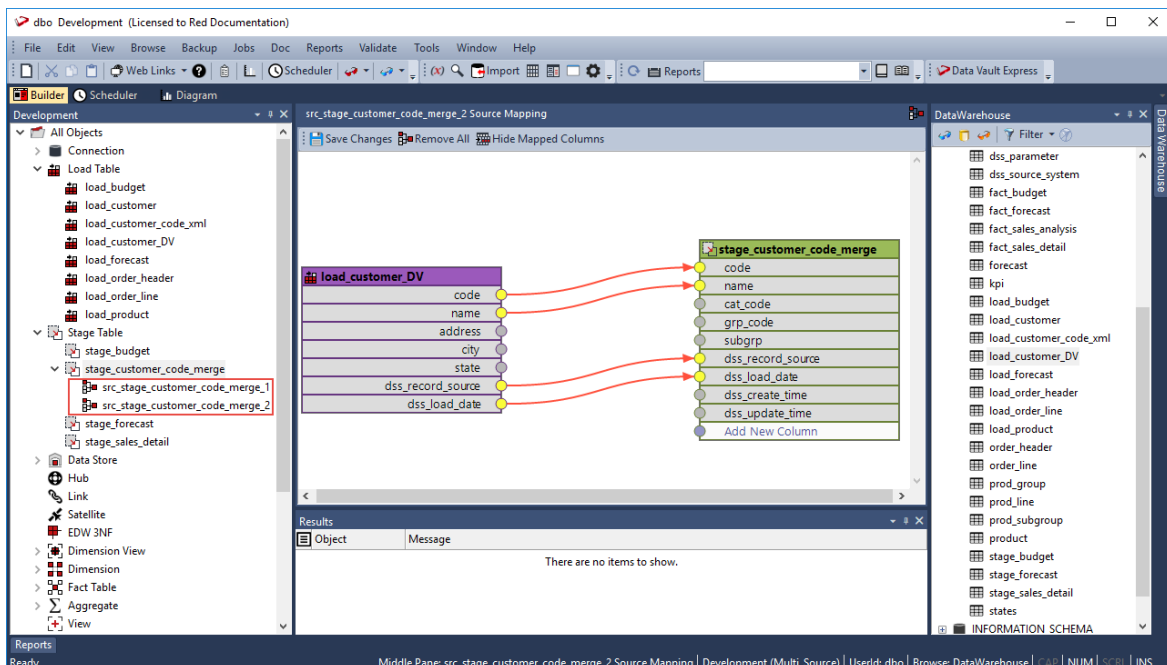 dbo Development (Licensed to Red Documentation)
File Edit View Browse Backup Jobs Doc Reports Validate Tools Window Help
Web Links Scheduler (x) Import Reports Data Vault Express
Builder Scheduler Diagram
Development
All Objects
Connection
Load Table
load_budget
load_customer
load_customer_code_xml
load_customer_DV
load_forecast
load_order_header
load_order_line
load_product
Stage Table
stage_budget
stage_customer_code_merge
src_stage_customer_code_merge_1
src_stage_customer_code_merge_2
stage_forecast
stage_sales_detail
Data Store
Hub
Link
Satellite
EDW 3NF
Dimension View
Dimension
Fact Table
Aggregate
View
src_stage_customer_code_merge_2 Source Mapping
Save Changes Remove All Hide Mapped Columns
load_customer_DV
code
name
address
city
state
dss_record_source
dss_load_date
stage_customer_code_merge
code
name
cat_code
grp_code
subgrp
dss_record_source
dss_load_date
dss_create_time
dss_update_time
Add New Column
Results
Object Message
There are no items to show.
DataWarehouse
Filter
dss_parameter
dss_source_system
fact_budget
fact_forecast
fact_sales_analysis
fact_sales_detail
forecast
kpi
load_budget
load_customer
load_customer_code_xml
load_customer_DV
load_forecast
load_order_header
load_order_line
load_product
order_header
order_line
prod_group
prod_line
prod_subgroup
product
stage_budget
stage_forecast
stage_sales_detail
states
INFORMATION SCHEMA
Data Warehouse
Reports
Ready Middle Pane: src_stage_customer_code_merge_2 Source Mapping Development (Multi_Source) UserId: dbo Browse: DataWarehouse CAP NUM SCRL INS